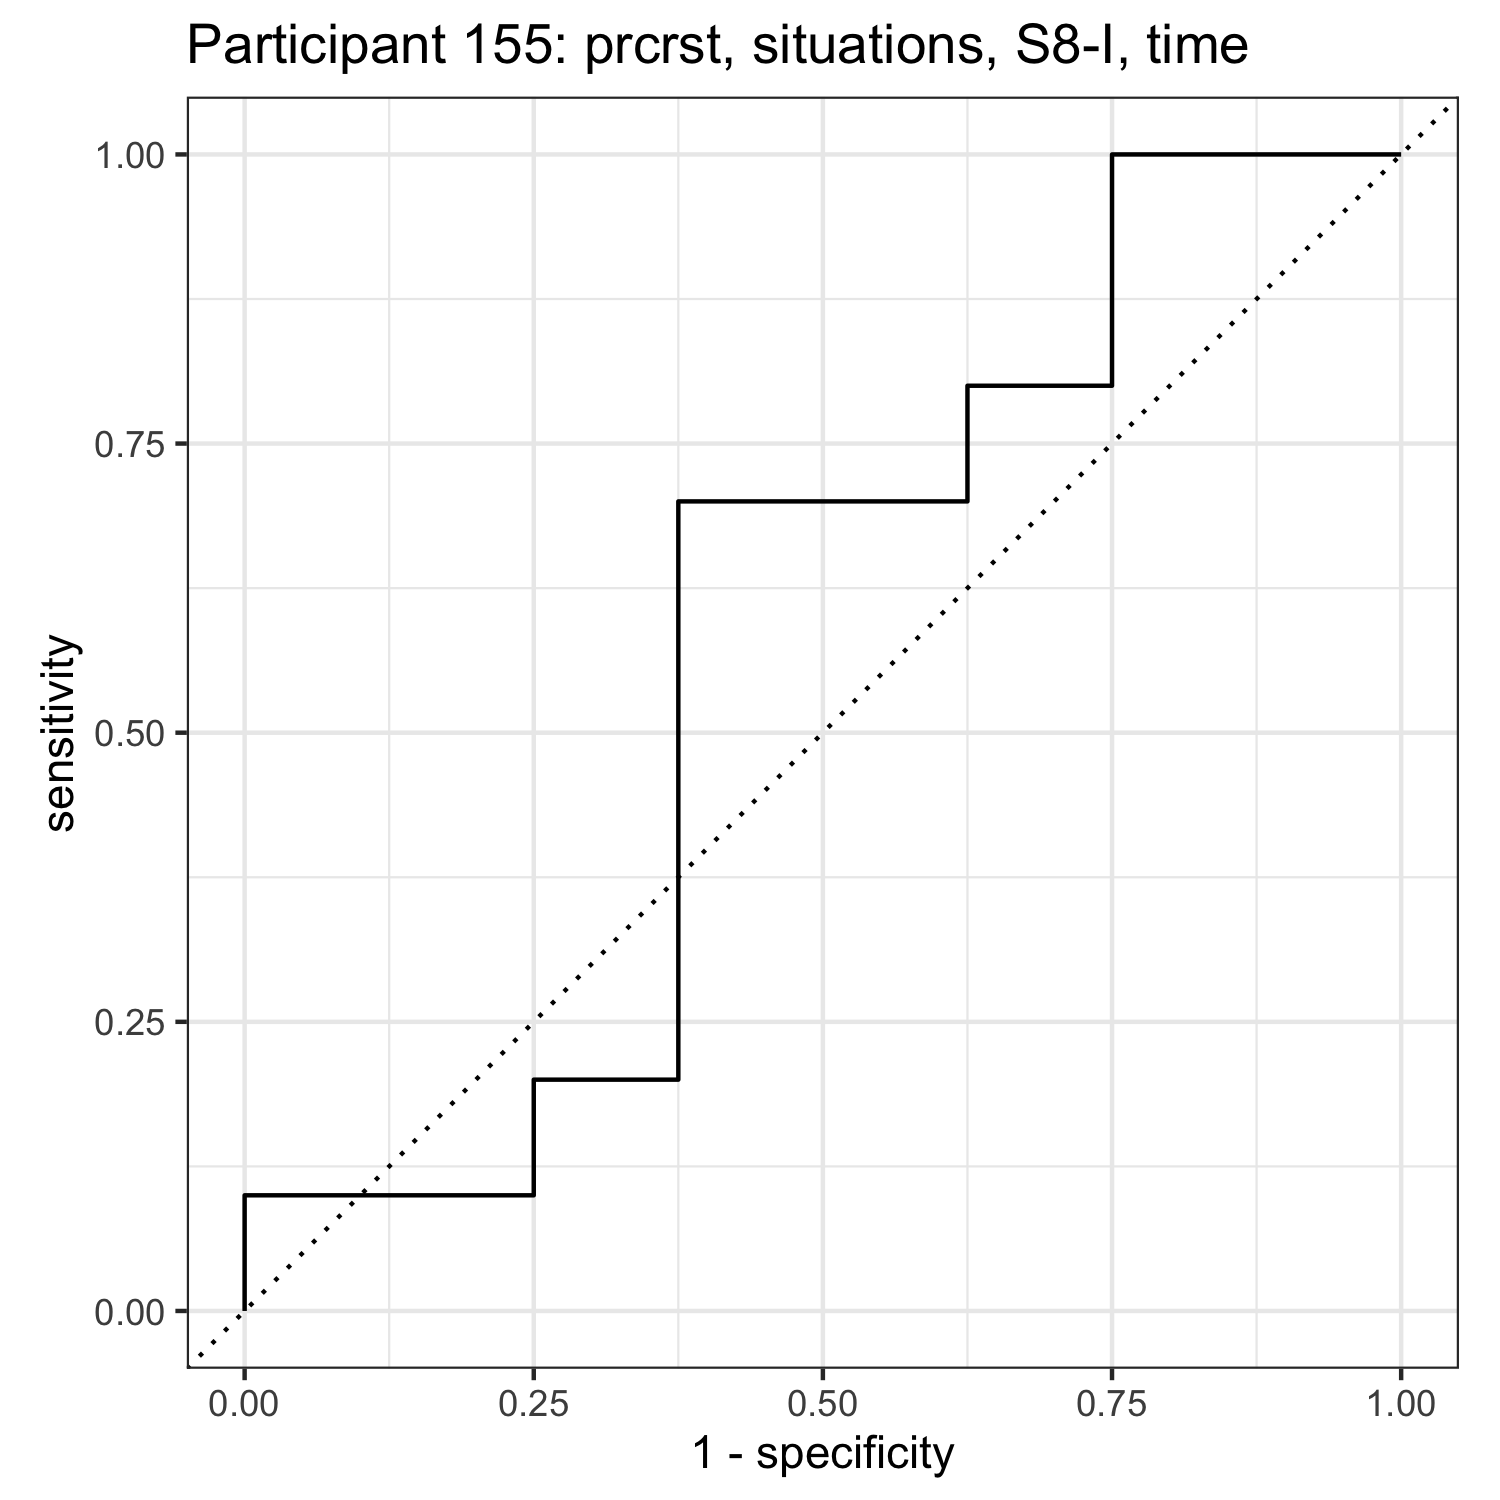 Participant 155: prcrst, situations, S8-I, time
1.00
0.75
0.50
0.25
0.00
sensitivity
0.00 0.25 0.50 0.75 1.00
1 - specificity